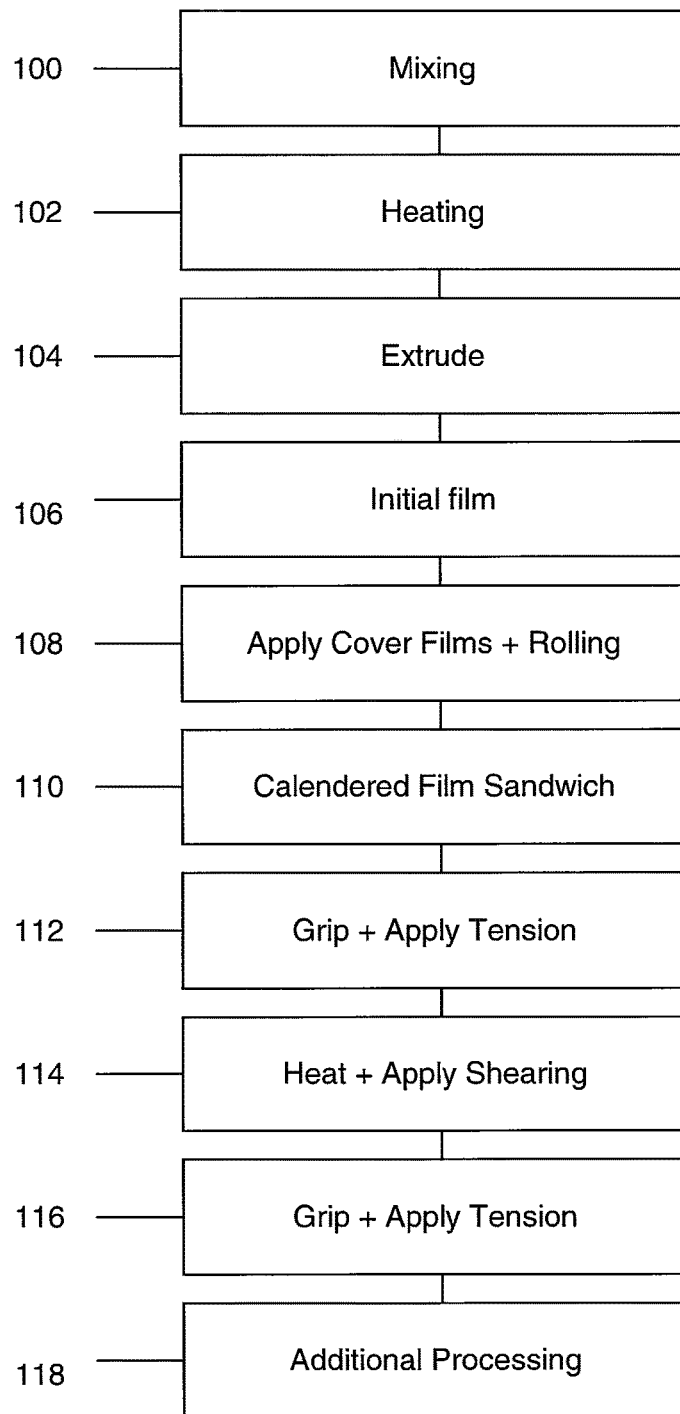 100 Mixing
102 Heating
104 Extrude
106 Initial film
108 Apply Cover Films + Rolling
110 Calendered Film Sandwich
112 Grip + Apply Tension
114 Heat + Apply Shearing
116 Grip + Apply Tension
118 Additional Processing